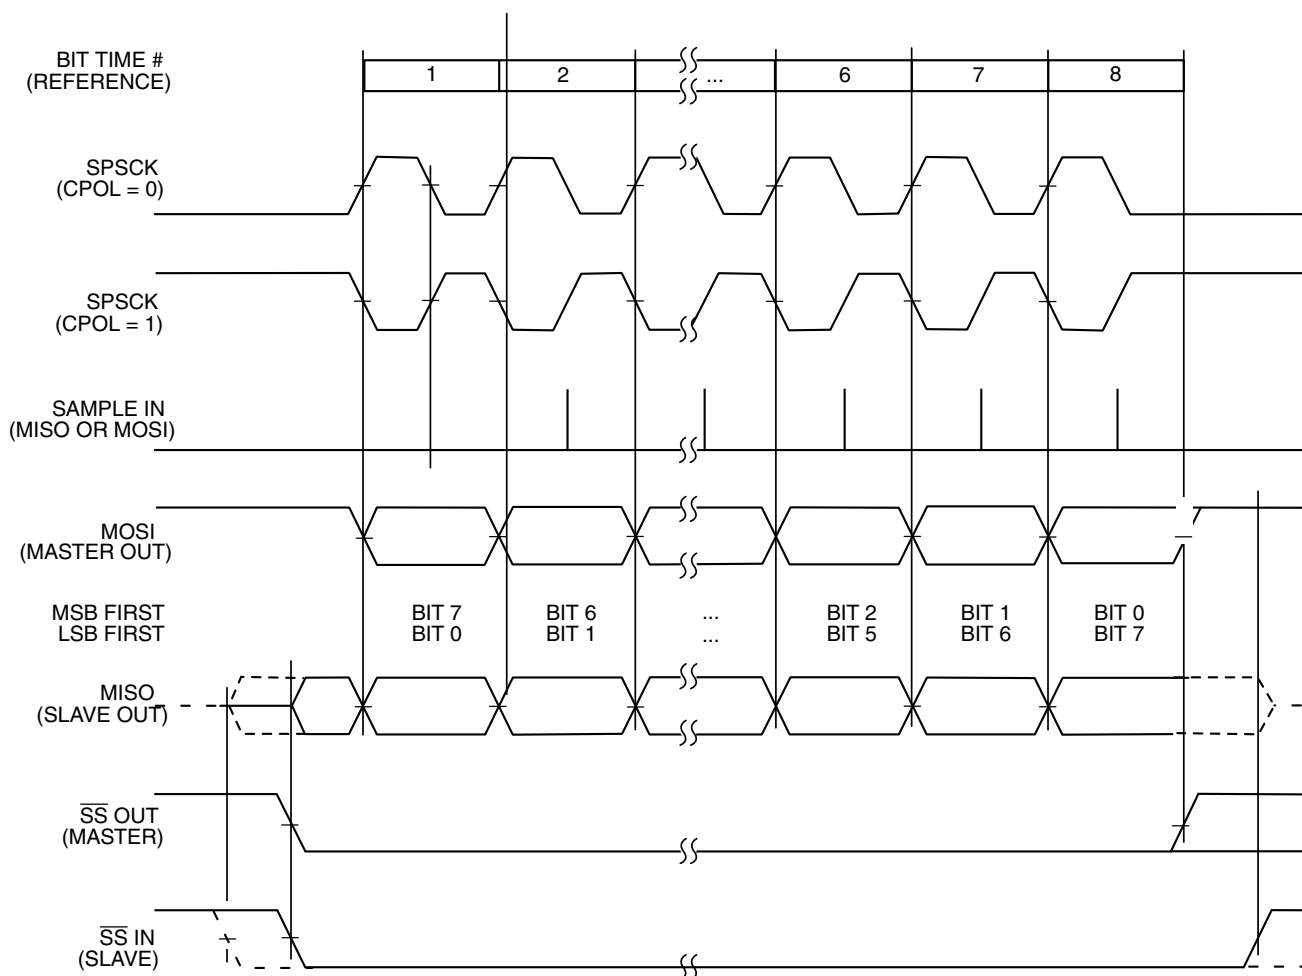 BIT TIME #
(REFERENCE)
1 2 ... 6 7 8
SPSCK
(CPOL = 0)
SPSCK
(CPOL = 1)
SAMPLE IN
(MISO OR MOSI)
MOSI
(MASTER OUT)
MSB FIRST BIT 7 BIT 6 ... BIT 2 BIT 1 BIT 0
LSB FIRST BIT 0 BIT 1 ... BIT 5 BIT 6 BIT 7
MISO
(SLAVE OUT)
S̅S̅ OUT
(MASTER)
S̅S̅ IN
(SLAVE)